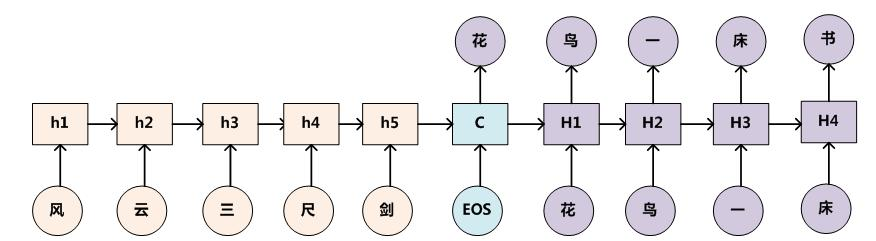 花 鸟 一 床 书
h1 h2 h3 h4 h5 C H1 H2 H3 H4
风 云 三 尺 剑 EOS 花 鸟 一 床